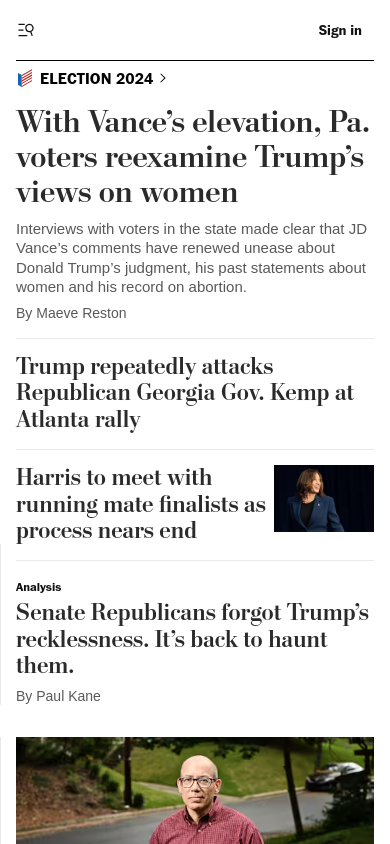 Sign in
ELECTION 2024
With Vance’s elevation, Pa.
voters reexamine Trump’s
views on women
Interviews with voters in the state made clear that JD
Vance’s comments have renewed unease about
Donald Trump’s judgment, his past statements about
women and his record on abortion.
By Maeve Reston
Trump repeatedly attacks
Republican Georgia Gov. Kemp at
Atlanta rally
Harris to meet with
running mate finalists as
process nears end
Analysis
Senate Republicans forgot Trump’s
recklessness. It’s back to haunt
them.
By Paul Kane